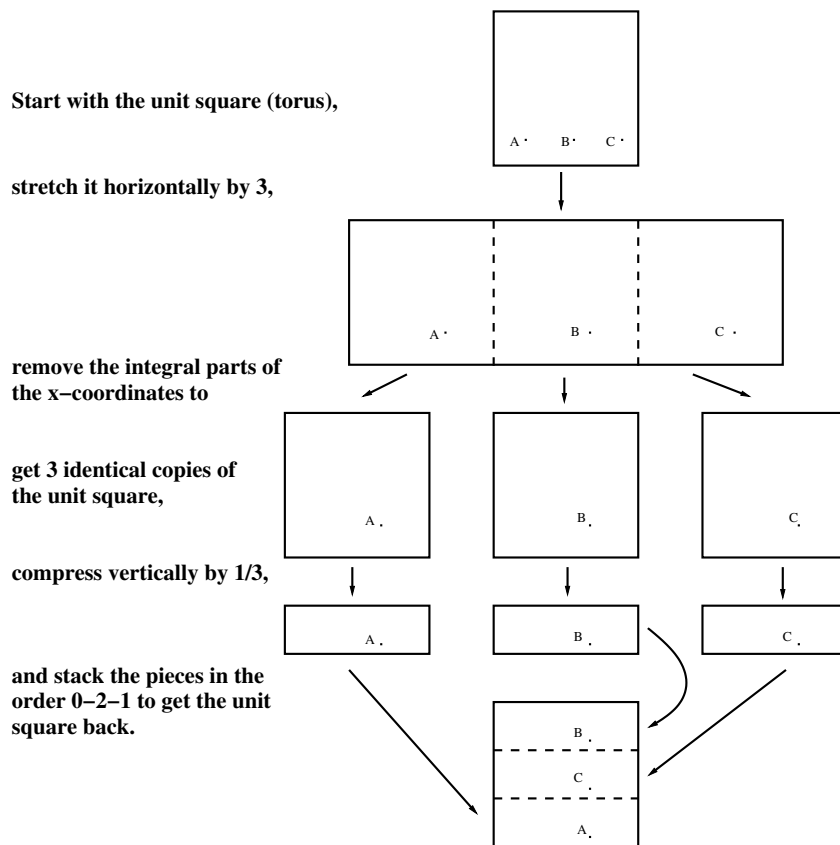 Start with the unit square (torus),
A B C
stretch it horizontally by 3,
A B C
remove the integral parts of
the x−coordinates to
get 3 identical copies of
the unit square,
A B C
compress vertically by 1/3,
A B C
and stack the pieces in the
order 0−2−1 to get the unit
square back.
B
C
A